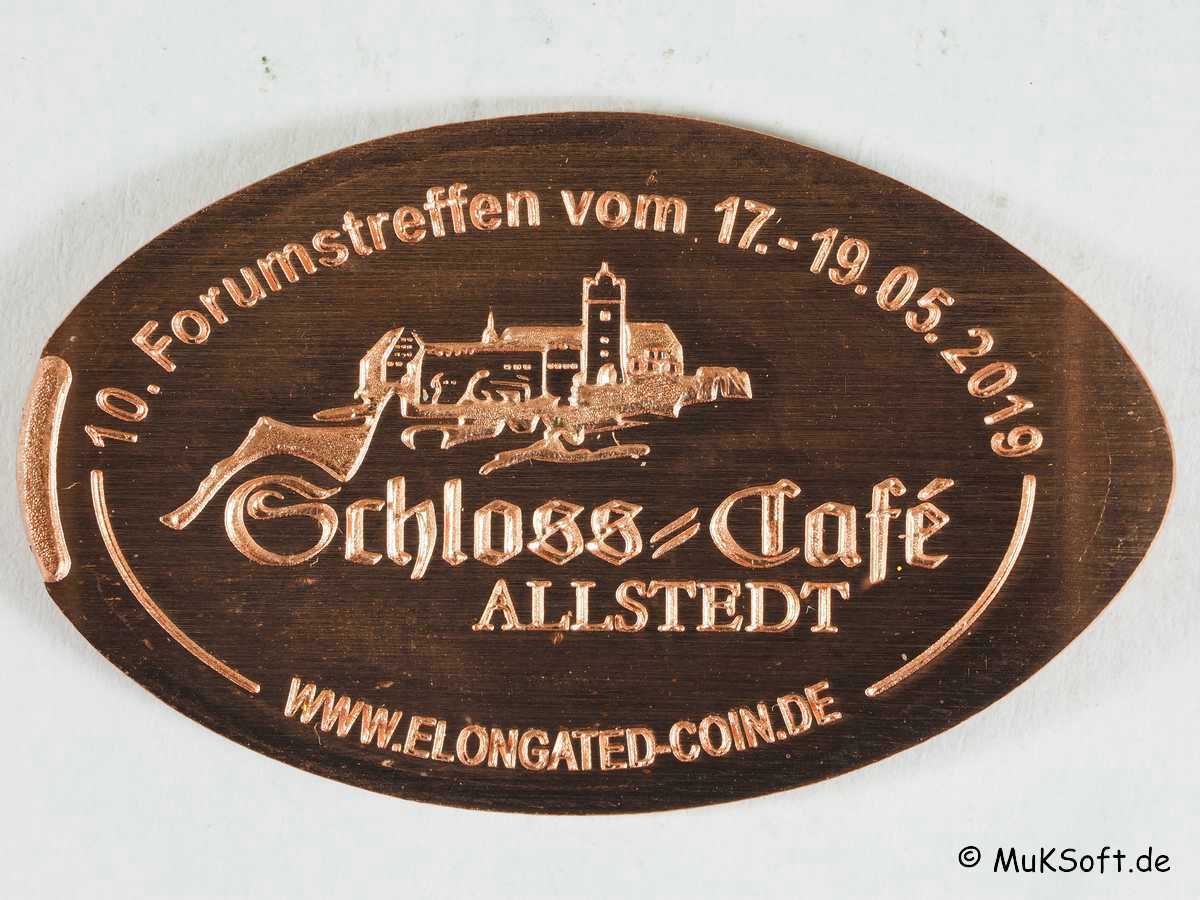 10. Forumstreffen vom 17.-19.05.2019
Schloss-Café
ALLSTEDT
WWW.ELONGATED-COIN.DE
© MuKSoft.de